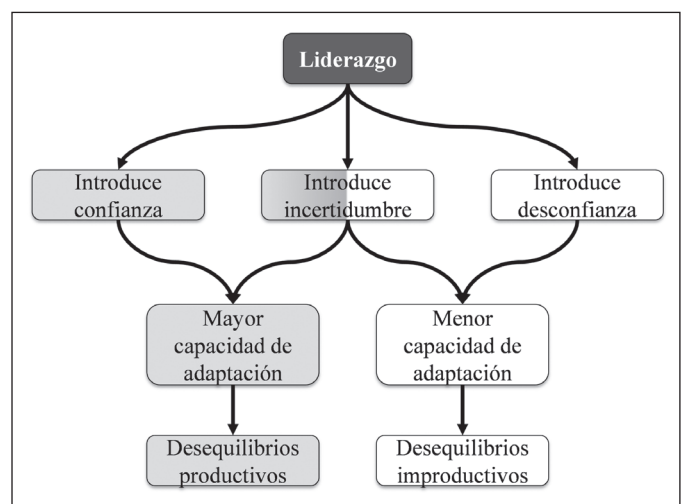 Liderazgo
Introduce
confianza
Introduce
incertidumbre
Introduce
desconfianza
Mayor
capacidad de
adaptación
Menor
capacidad de
adaptación
Desequilibrios
productivos
Desequilibrios
improductivos